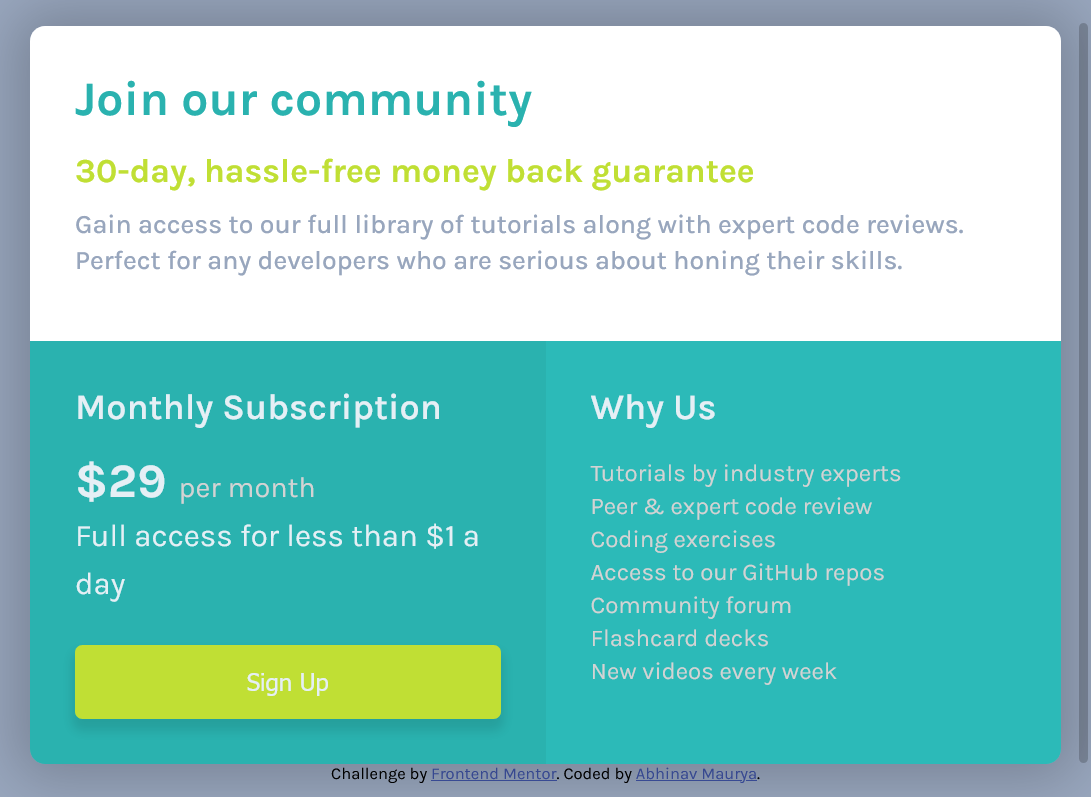 Join our community
30-day, hassle-free money back guarantee
Gain access to our full library of tutorials along with expert code reviews.
Perfect for any developers who are serious about honing their skills.
Monthly Subscription
$29 per month
Full access for less than $1 a
day
Sign Up
Why Us
Tutorials by industry experts
Peer & expert code review
Coding exercises
Access to our GitHub repos
Community forum
Flashcard decks
New videos every week
Challenge by Frontend Mentor. Coded by Abhinav Maurya.